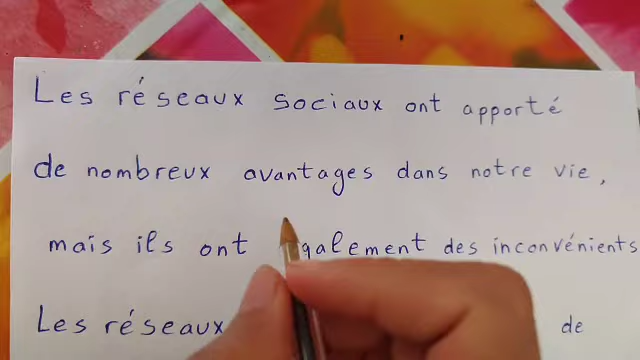 Les réseaux sociaux ont apporté
de nombreux avantages dans notre vie,
mais ils ont également des inconvénients
Les réseaux de